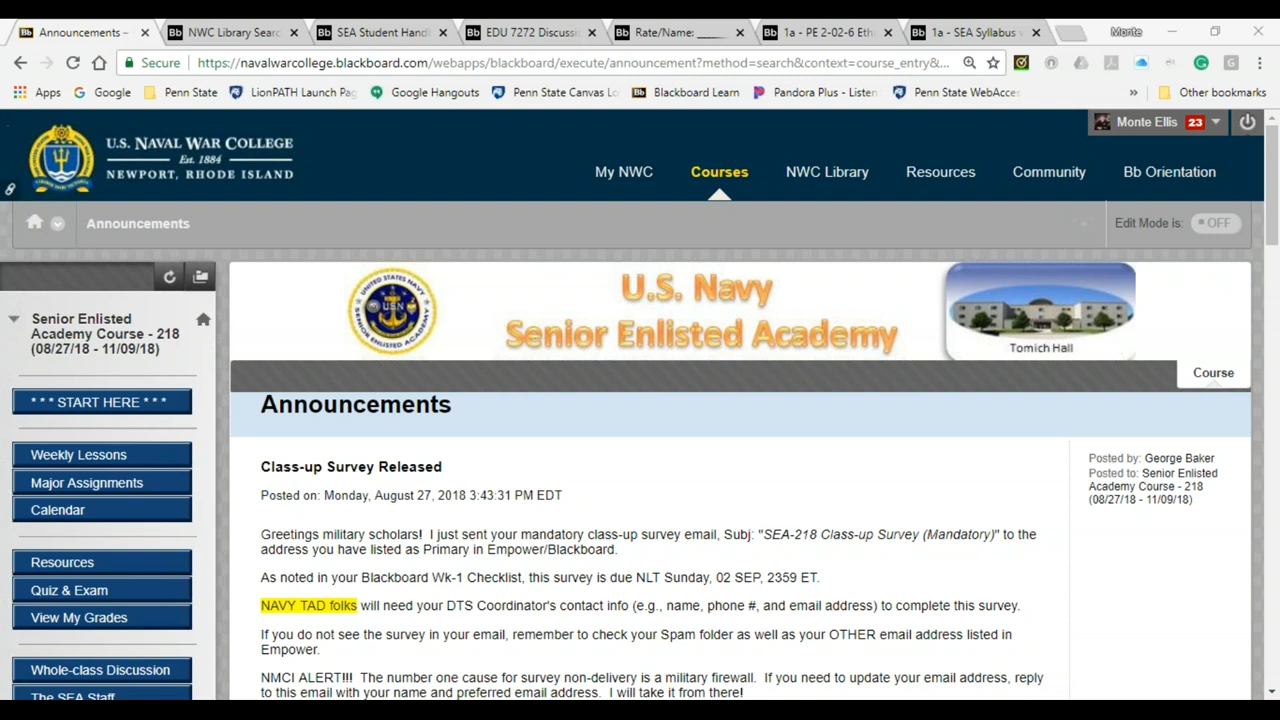 Announcements –
NWC Library Searc
SEA Student Handl
EDU 7272 Discussi
Rate/Name: _____
1a - PE 2-02-6 Eth
1a - SEA Syllabus
Monte
Secure
https://navalwarcollege.blackboard.com/webapps/blackboard/execute/announcement?method=search&context=course_entry&...
Apps
Google
Penn State
LionPATH Launch Pag
Google Hangouts
Penn State Canvas Lo
Blackboard Learn
Pandora Plus - Listen
Penn State WebAcces
»
Other bookmarks
U.S. NAVAL WAR COLLEGE
Est. 1884
NEWPORT, RHODE ISLAND
Monte Ellis 23
My NWC
Courses
NWC Library
Resources
Community
Bb Orientation
Announcements
Edit Mode is:
OFF
Senior Enlisted
Academy Course - 218
(08/27/18 - 11/09/18)
* * * START HERE * * *
Weekly Lessons
Major Assignments
Calendar
Resources
Quiz & Exam
View My Grades
Whole-class Discussion
The SEA Staff
UNITED STATES NAVY
USN
SENIOR ENLISTED ACADEMY
U.S. Navy
Senior Enlisted Academy
Tomich Hall
Course
Announcements
Class-up Survey Released
Posted on: Monday, August 27, 2018 3:43:31 PM EDT
Greetings military scholars!  I just sent your mandatory class-up survey email, Subj: "SEA-218 Class-up Survey (Mandatory)" to the
address you have listed as Primary in Empower/Blackboard.
As noted in your Blackboard Wk-1 Checklist, this survey is due NLT Sunday, 02 SEP, 2359 ET.
NAVY TAD folks will need your DTS Coordinator's contact info (e.g., name, phone #, and email address) to complete this survey.
If you do not see the survey in your email, remember to check your Spam folder as well as your OTHER email address listed in
Empower.
NMCI ALERT!!!  The number one cause for survey non-delivery is a military firewall.  If you need to update your email address, reply
to this email with your name and preferred email address.  I will take it from there!
Posted by: George Baker
Posted to: Senior Enlisted
Academy Course - 218
(08/27/18 - 11/09/18)